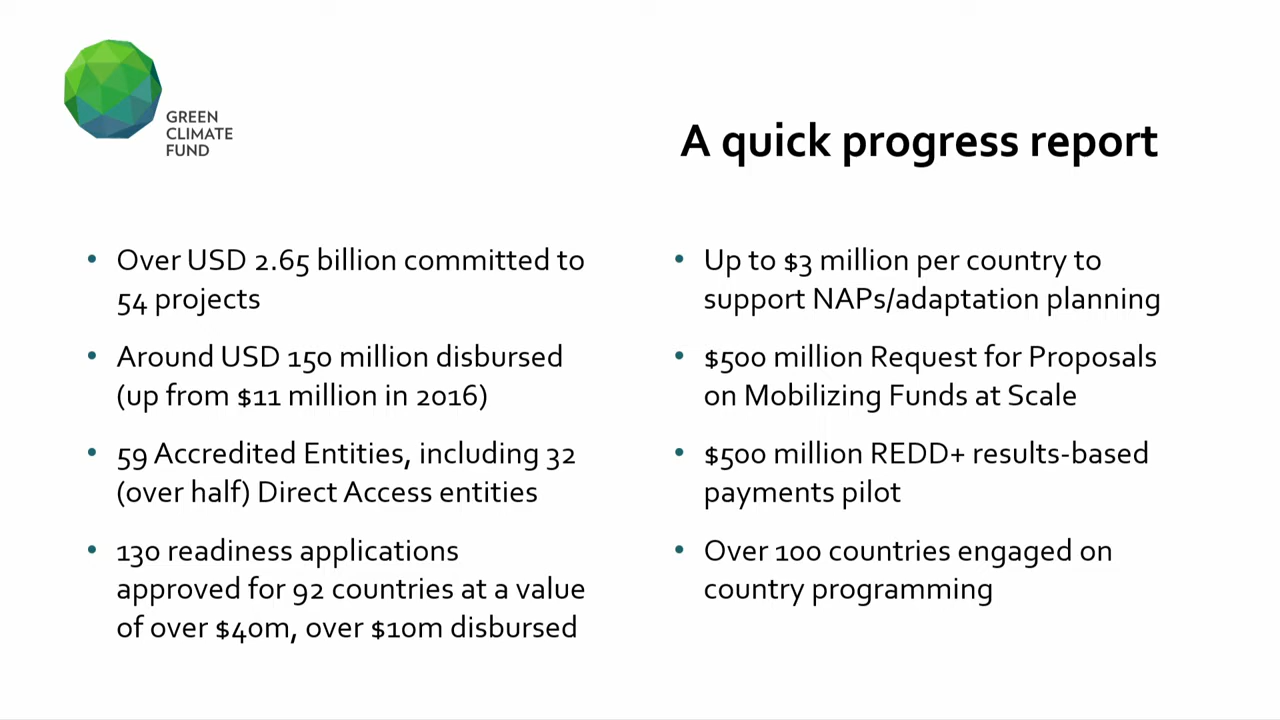 GREEN
CLIMATE
FUND
A quick progress report
• Over USD 2.65 billion committed to
54 projects
• Around USD 150 million disbursed
(up from $11 million in 2016)
• 59 Accredited Entities, including 32
(over half) Direct Access entities
• 130 readiness applications
approved for 92 countries at a value
of over $40m, over $10m disbursed
• Up to $3 million per country to
support NAPs/adaptation planning
• $500 million Request for Proposals
on Mobilizing Funds at Scale
• $500 million REDD+ results-based
payments pilot
• Over 100 countries engaged on
country programming